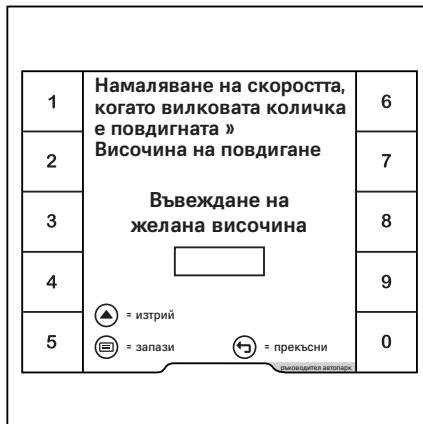 Намаляване на скоростта,
когато вилковата количка
е повдигната »
Височина на повдигане
Въвеждане на
желана височина
1
2
3
4
5
6
7
8
9
0
= изтрий
= запази
= прекъсни
ръководител автопарк